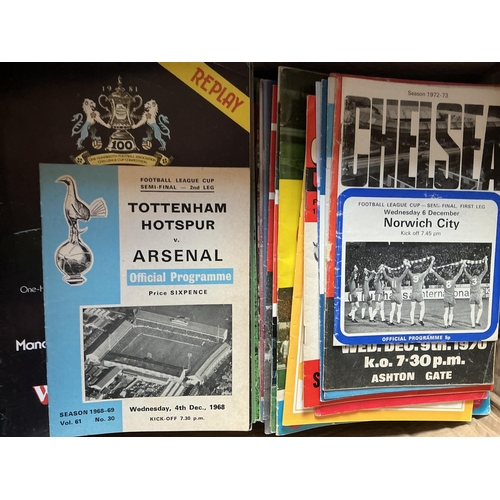 REPLAY
1981
100
FOOTBALL LEAGUE CUP
SEMI-FINAL — 2nd LEG
TOTTENHAM
HOTSPUR
v.
ARSENAL
Official Programme
Price SIXPENCE
SEASON 1968-69
Vol. 61 No. 30
Wednesday, 4th Dec., 1968
KICK-OFF 7.30 p.m.
One-H
Manc
W
Season 1972-73
CHELSEA
FOOTBALL LEAGUE CUP — SEMI-FINAL, FIRST LEG
Wednesday 6 December
Norwich City
Kick off 7.45 pm
OFFICIAL PROGRAMME 5p
WED. DEC. 9th. 1970
k.o. 7·30 p.m.
ASHTON GATE